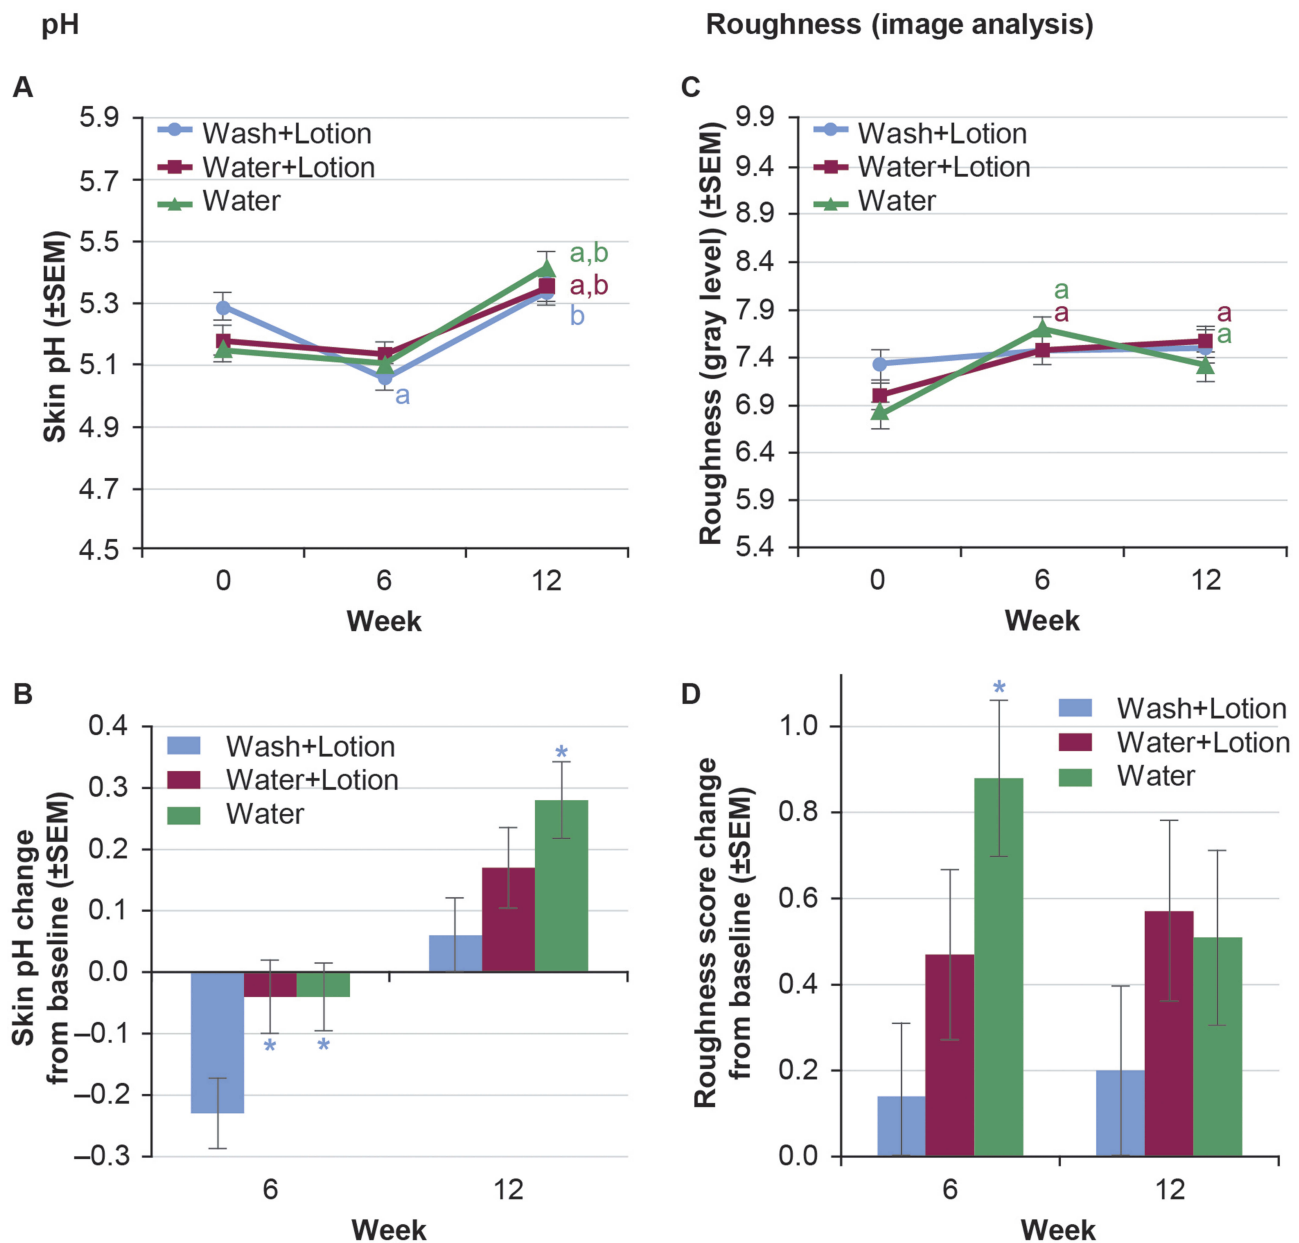 pH
Roughness (image analysis)
A
5.9
5.7
5.5
5.3
5.1
4.9
4.7
4.5
Skin pH (±SEM)
Wash+Lotion
Water+Lotion
Water
a,b
a,b
b
a
0
6
12
Week
C
9.9
9.4
8.9
8.4
7.9
7.4
6.9
6.4
5.9
5.4
Roughness (gray level) (±SEM)
Wash+Lotion
Water+Lotion
Water
a
a
a
a
0
6
12
Week
B
0.4
0.3
0.2
0.1
0.0
–0.1
–0.2
–0.3
Skin pH change
from baseline (±SEM)
Wash+Lotion
Water+Lotion
Water
*
*
*
6
12
Week
D
1.0
0.8
0.6
0.4
0.2
0.0
Roughness score change
from baseline (±SEM)
*
Wash+Lotion
Water+Lotion
Water
6
12
Week